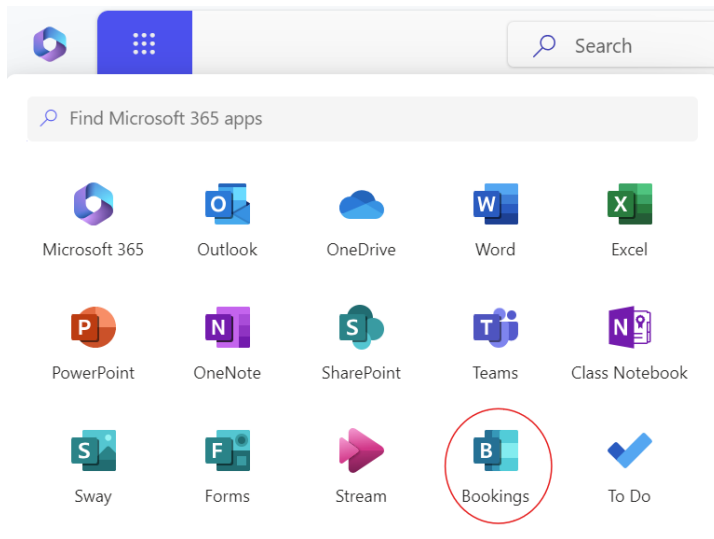 Search
Find Microsoft 365 apps
O W X
Microsoft 365 Outlook OneDrive Word Excel
P N S T N
PowerPoint OneNote SharePoint Teams Class Notebook
S F B
Sway Forms Stream Bookings To Do